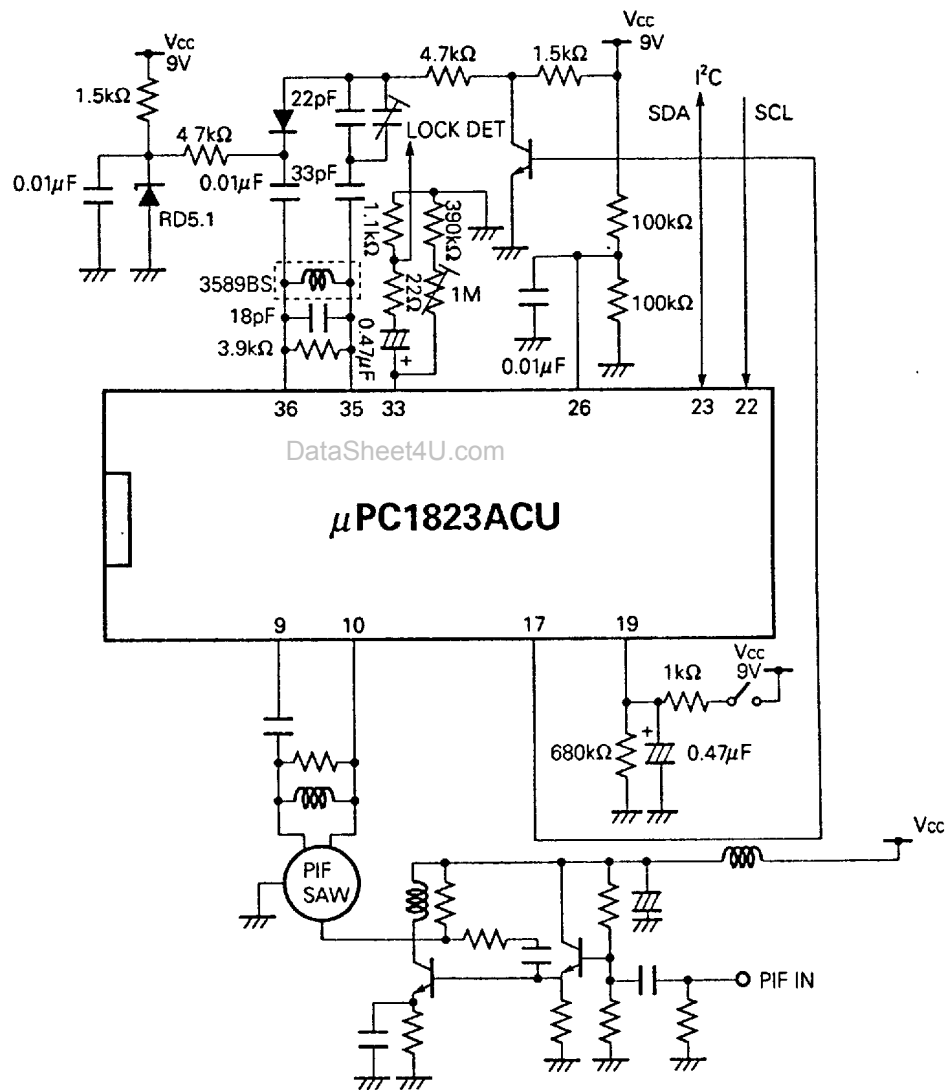 Vcc
9V
1.5kΩ
4.7kΩ
0.01μF
RD5.1
22pF
0.01μF
33pF
4.7kΩ
1.5kΩ
Vcc
9V
LOCK DET
1.1kΩ
390kΩ
22Ω
1M
0.47μF
3589BS
18pF
3.9kΩ
I²C
SDA
SCL
100kΩ
100kΩ
0.01μF
36
35
33
26
23
22
DataSheet4U.com
μPC1823ACU
9
10
17
19
Vcc
9V
1kΩ
680kΩ
+
0.47μF
+
Vcc
PIF
SAW
PIF IN